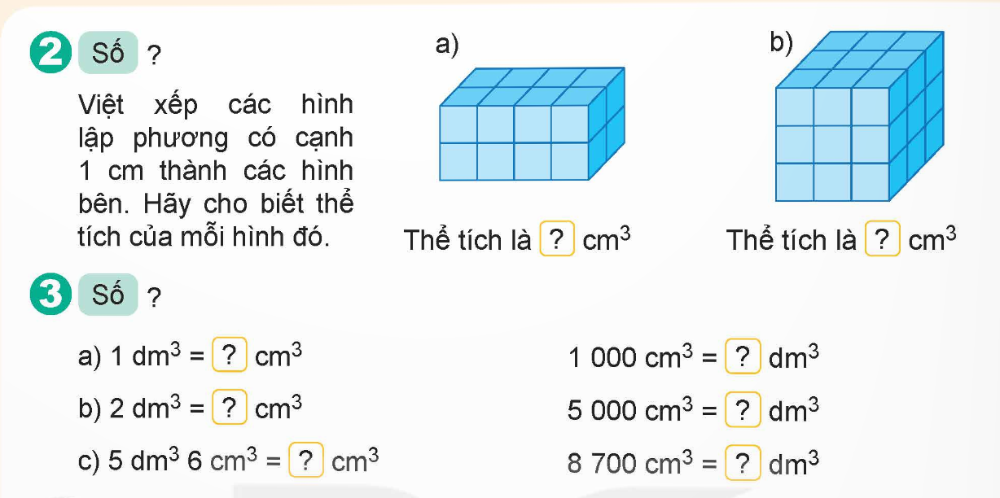 2 Số ?
Việt xếp các hình
lập phương có cạnh
1 cm thành các hình
bên. Hãy cho biết thể
tích của mỗi hình đó.
a)
Thể tích là ? cm³
b)
Thể tích là ? cm³
3 Số ?
a) 1 dm³ = ? cm³
1 000 cm³ = ? dm³
b) 2 dm³ = ? cm³
5 000 cm³ = ? dm³
c) 5 dm³ 6 cm³ = ? cm³
8 700 cm³ = ? dm³